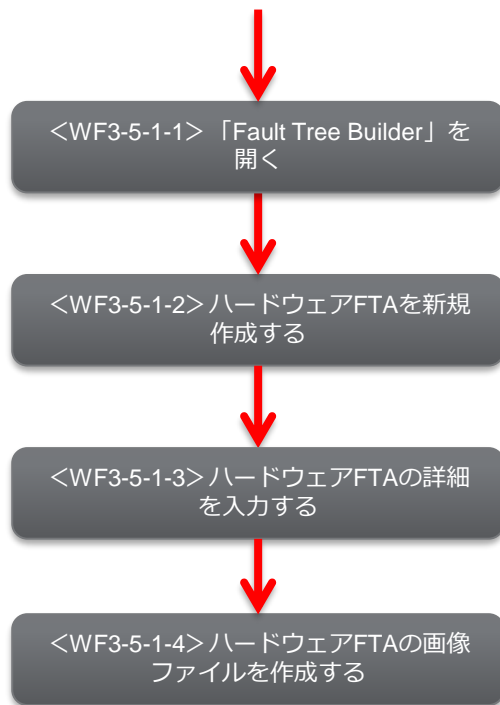 <WF3-5-1-1>「Fault Tree Builder」を
開く
<WF3-5-1-2>ハードウェアFTAを新規
作成する
<WF3-5-1-3>ハードウェアFTAの詳細
を入力する
<WF3-5-1-4>ハードウェアFTAの画像
ファイルを作成する